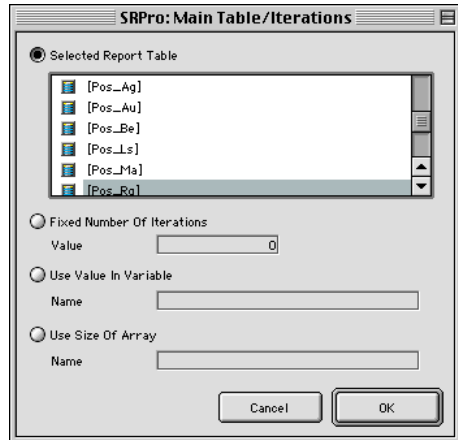 SRPro: Main Table/Iterations
Selected Report Table
[Pos_Ag]
[Pos_Au]
[Pos_Be]
[Pos_Ls]
[Pos_Ma]
[Pos_Rq]
Fixed Number Of Iterations
Value 0
Use Value In Variable
Name
Use Size Of Array
Name
Cancel OK